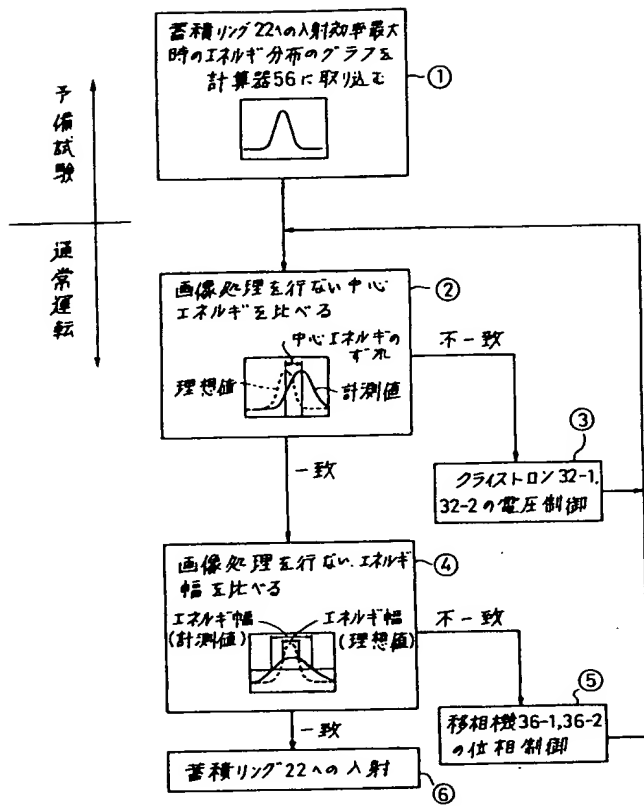 蓄積リング22への入射効率最大
時のエネルギ分布のグラフを
計算器56に取り込む
①
予備試験
通常運転
画像処理を行ない中心
エネルギを比べる
②
中心エネルギの
ずれ
理想値
計測値
不一致
一致
③
クライストロン32-1,
32-2の電圧制御
画像処理を行ない、エネルギ
幅を比べる
④
エネルギ幅
(計測値)
エネルギ幅
(理想値)
不一致
一致
⑤
移相機36-1,36-2
の位相制御
蓄積リング22への入射
⑥